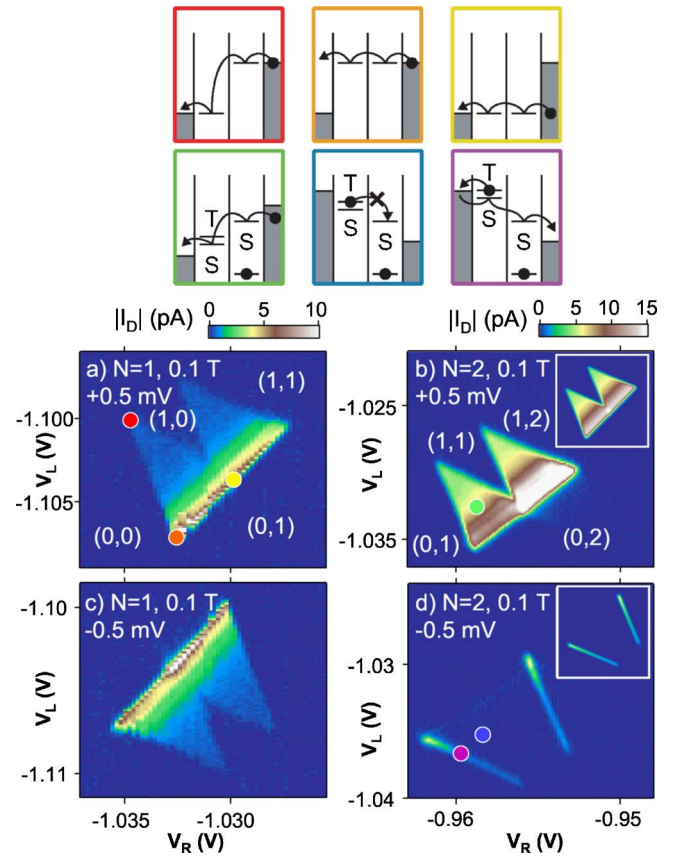 T
T
T
S
S
S
S
S
S
|I_D| (pA) 0 5 10
|I_D| (pA) 0 5 10 15
a) N=1, 0.1 T
+0.5 mV
(1,1)
(1,0)
(0,0)
(0,1)
-1.100
-1.105
V_L (V)
b) N=2, 0.1 T
+0.5 mV
(1,2)
(1,1)
(0,1)
(0,2)
-1.025
-1.035
V_L (V)
c) N=1, 0.1 T
-0.5 mV
-1.10
-1.11
V_L (V)
-1.035 -1.030
V_R (V)
d) N=2, 0.1 T
-0.5 mV
-1.03
-1.04
V_L (V)
-0.96 -0.95
V_R (V)